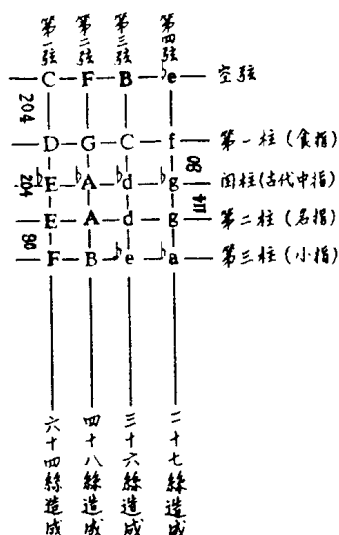 第一弦
第二弦
第三弦
第四弦
C F B ♭e 空弦
204
D G C f 第一柱(食指)
204
90
♭E ♭A ♭d ♭g 闰柱(古代中指)
114
E A d g 第二柱(名指)
90
F B ♭e ♭a 第三柱(小指)
六十四絲造成
四十八絲造成
三十六絲造成
二十七絲造成